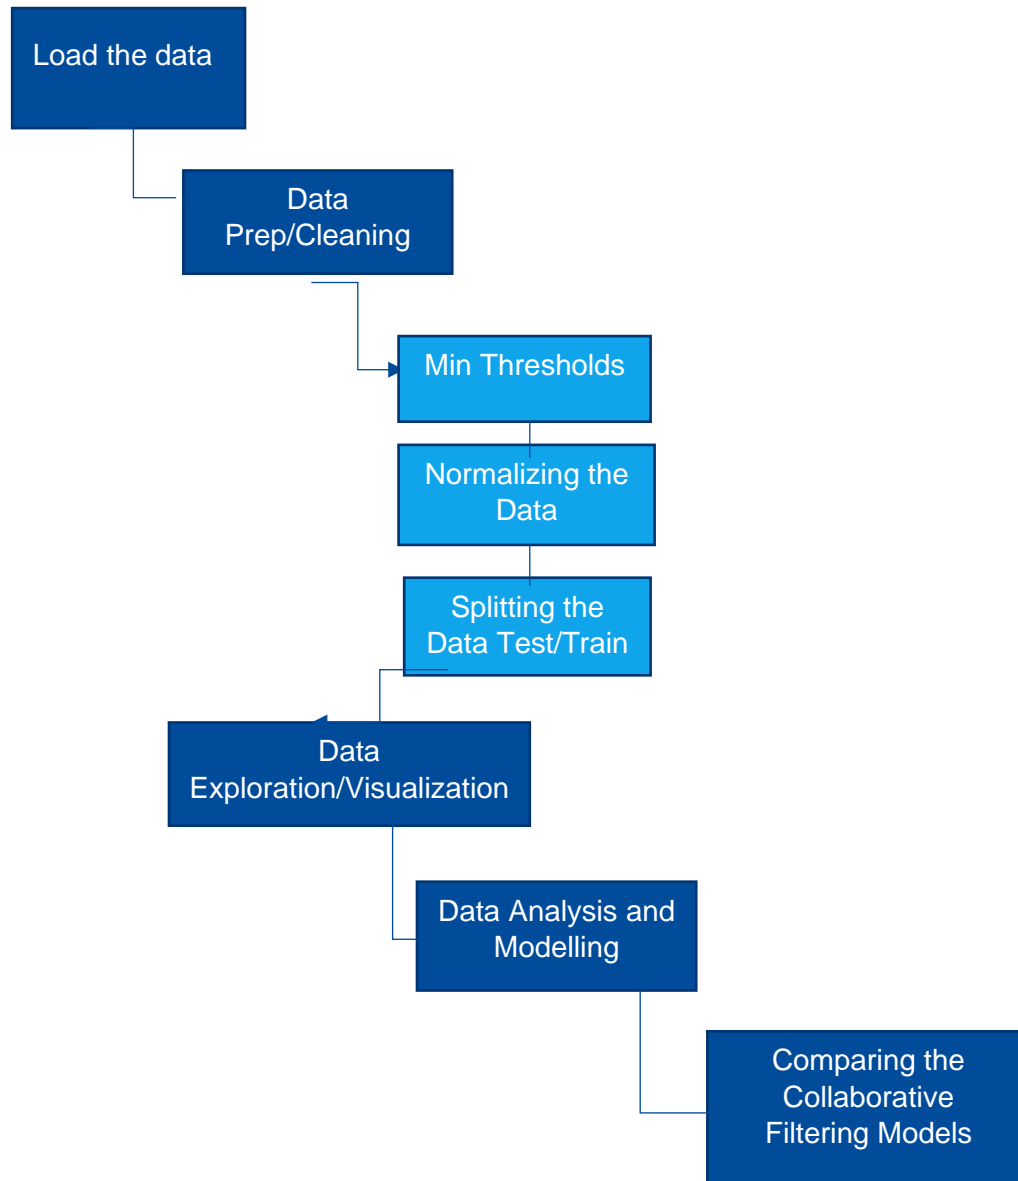 Load the data
Data
Prep/Cleaning
Min Thresholds
Normalizing the
Data
Splitting the
Data Test/Train
Data
Exploration/Visualization
Data Analysis and
Modelling
Comparing the
Collaborative
Filtering Models